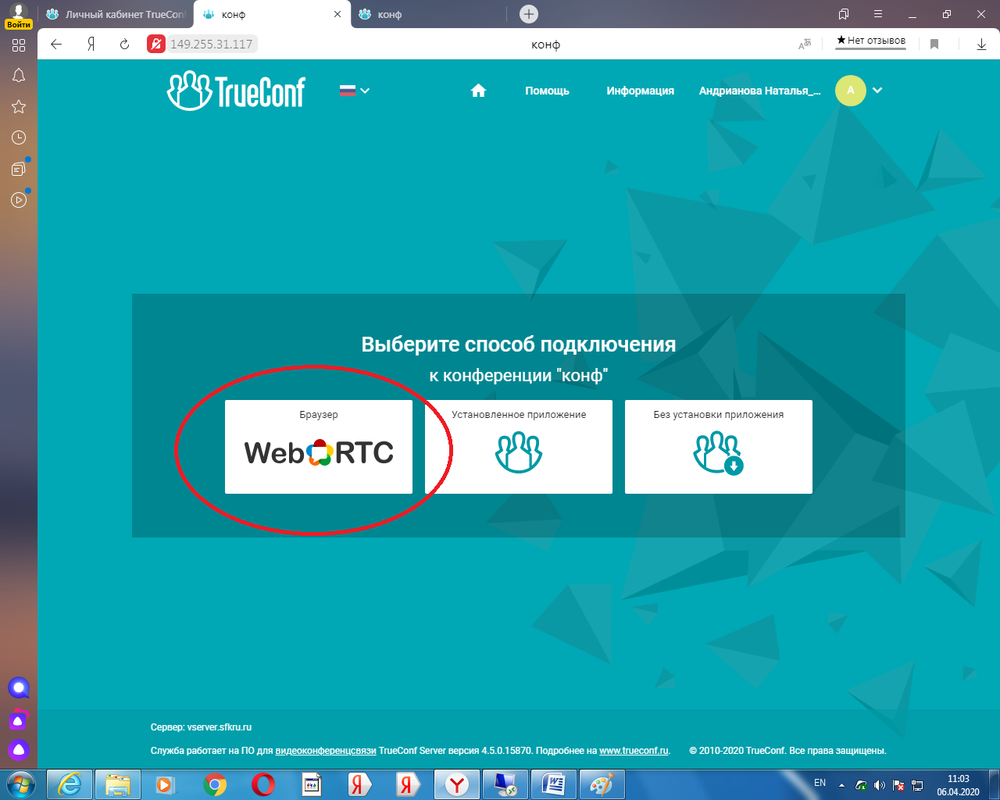 Личный кабинет TrueConf
конф
конф
Войти
149.255.31.117
конф
Нет отзывов
TrueConf
Помощь
Информация
Андрианова Наталья_...
А
Выберите способ подключения
к конференции "конф"
Браузер
Установленное приложение
Без установки приложения
WebRTC
Сервер: vserver.sfkru.ru
Служба работает на ПО для видеоконференцсвязи TrueConf Server версия 4.5.0.15870. Подробнее на www.trueconf.ru.
© 2010-2020 TrueConf. Все права защищены.
EN
11:03
06.04.2020